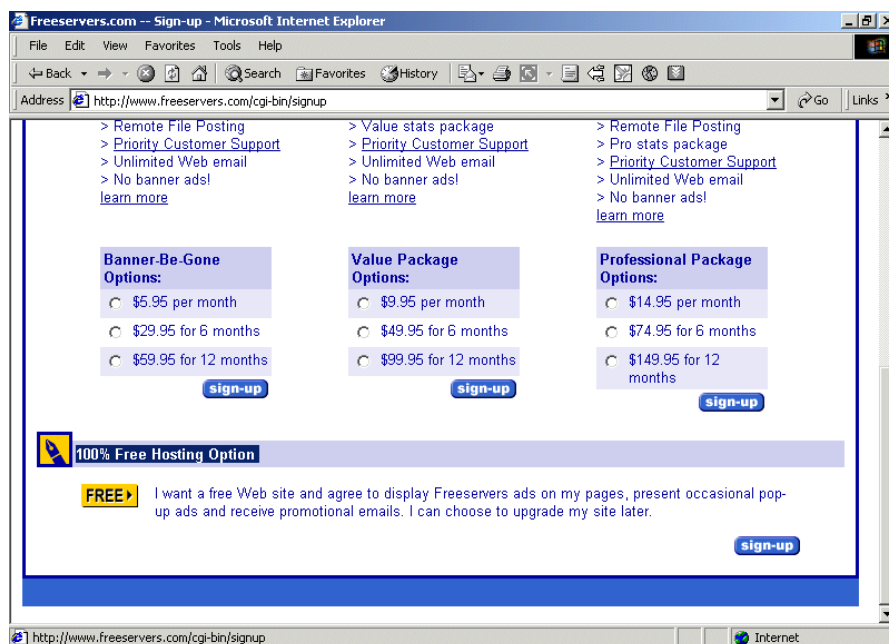 Freeservers.com -- Sign-up - Microsoft Internet Explorer
File Edit View Favorites Tools Help
Back Search Favorites History
Address http://www.freeservers.com/cgi-bin/signup Go Links
> Remote File Posting
> Priority Customer Support
> Unlimited Web email
> No banner ads!
learn more
> Value stats package
> Priority Customer Support
> Unlimited Web email
> No banner ads!
learn more
> Remote File Posting
> Pro stats package
> Priority Customer Support
> Unlimited Web email
> No banner ads!
learn more
Banner-Be-Gone
Options:
$5.95 per month
$29.95 for 6 months
$59.95 for 12 months
sign-up
Value Package
Options:
$9.95 per month
$49.95 for 6 months
$99.95 for 12 months
sign-up
Professional Package
Options:
$14.95 per month
$74.95 for 6 months
$149.95 for 12
months
sign-up
100% Free Hosting Option
FREE
I want a free Web site and agree to display Freeservers ads on my pages, present occasional pop-
up ads and receive promotional emails. I can choose to upgrade my site later.
sign-up
http://www.freeservers.com/cgi-bin/signup Internet